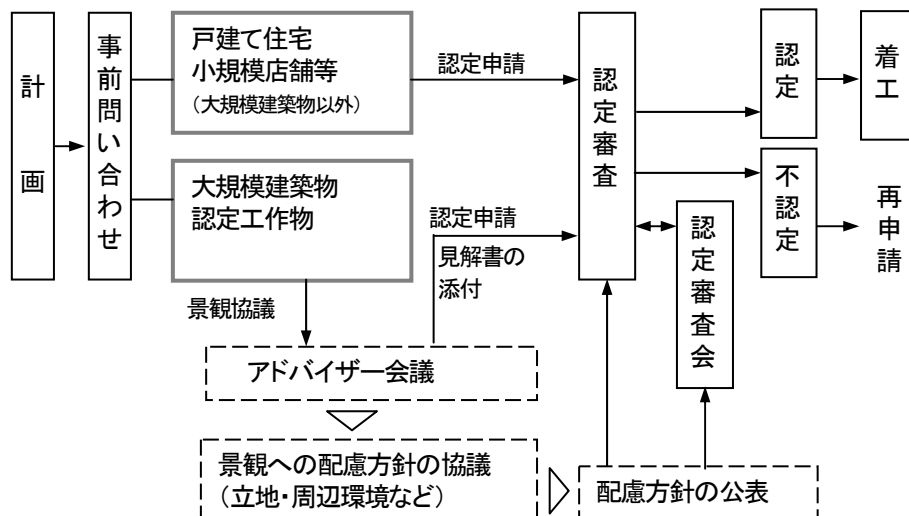 計画
事前問い合わせ
戸建て住宅
小規模店舗等
（大規模建築物以外）
認定申請
大規模建築物
認定工作物
景観協議
認定申請
見解書の
添付
アドバイザー会議
景観への配慮方針の協議
（立地・周辺環境など）
配慮方針の公表
認定審査
認定審査会
認定
着工
不認定
再申請